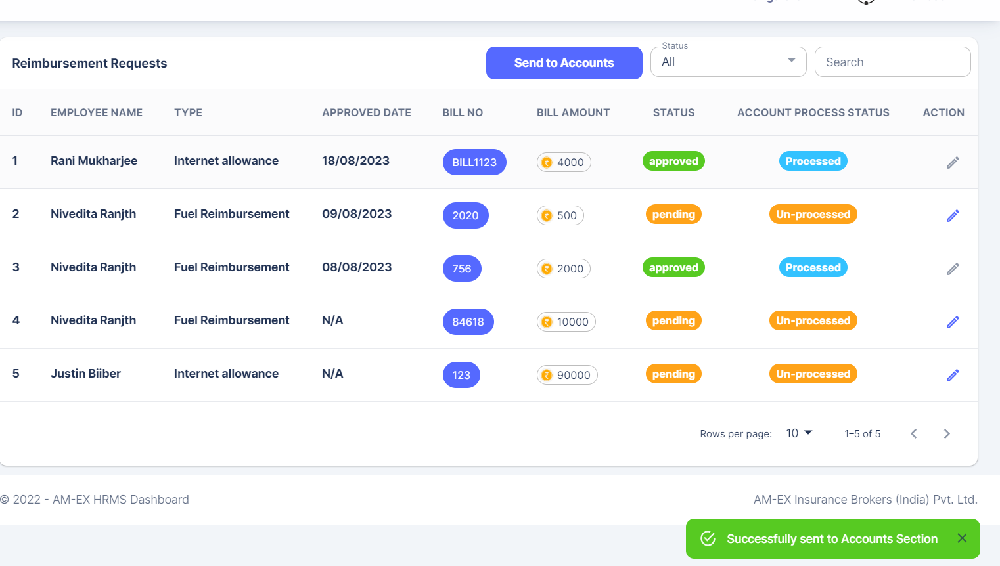 Reimbursement Requests Send to Accounts Status All Search
ID EMPLOYEE NAME TYPE APPROVED DATE BILL NO BILL AMOUNT STATUS ACCOUNT PROCESS STATUS ACTION
1 Rani Mukharjee Internet allowance 18/08/2023 BILL1123 ₹ 4000 approved Processed
2 Nivedita Ranjth Fuel Reimbursement 09/08/2023 2020 ₹ 500 pending Un-processed
3 Nivedita Ranjth Fuel Reimbursement 08/08/2023 756 ₹ 2000 approved Processed
4 Nivedita Ranjth Fuel Reimbursement N/A 84618 ₹ 10000 pending Un-processed
5 Justin Biiber Internet allowance N/A 123 ₹ 90000 pending Un-processed
Rows per page: 10 1–5 of 5
© 2022 - AM-EX HRMS Dashboard AM-EX Insurance Brokers (India) Pvt. Ltd.
Successfully sent to Accounts Section